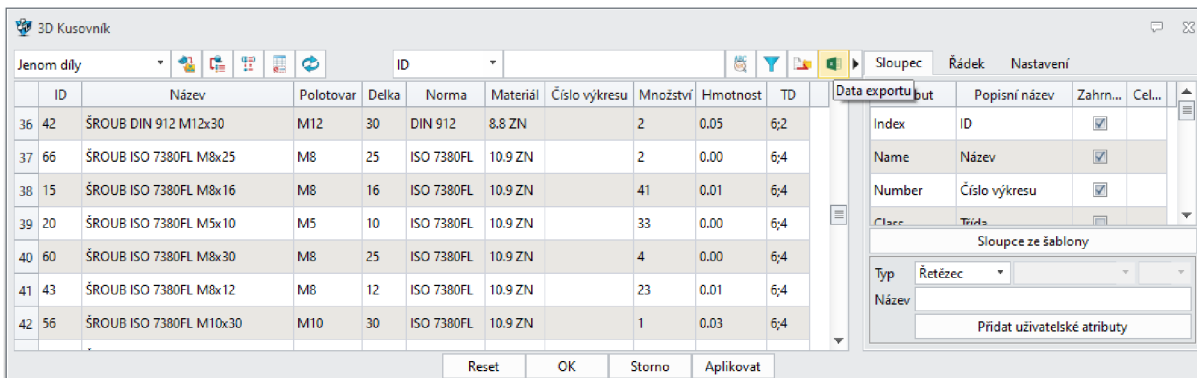 3D Kusovník
Jenom díly ID Sloupec Řádek Nastavení
Data exportu
ID Název Polotovar Delka Norma Materiál Číslo výkresu Množství Hmotnost TD but Popisní název Zahrn... Cel...
36 42 ŠROUB DIN 912 M12x30 M12 30 DIN 912 8.8 ZN 2 0.05 6;2
37 66 ŠROUB ISO 7380FL M8x25 M8 25 ISO 7380FL 10.9 ZN 2 0.00 6;4
38 15 ŠROUB ISO 7380FL M8x16 M8 16 ISO 7380FL 10.9 ZN 41 0.01 6;4
39 20 ŠROUB ISO 7380FL M5x10 M5 10 ISO 7380FL 10.9 ZN 33 0.00 6;4
40 60 ŠROUB ISO 7380FL M8x30 M8 25 ISO 7380FL 10.9 ZN 4 0.00 6;4
41 43 ŠROUB ISO 7380FL M8x12 M8 12 ISO 7380FL 10.9 ZN 23 0.01 6;4
42 56 ŠROUB ISO 7380FL M10x30 M10 30 ISO 7380FL 10.9 ZN 1 0.03 6;4
Index ID
Name Název
Number Číslo výkresu
Class Třída
Sloupce ze šablony
Typ Řetězec
Název
Přidat uživatelské atributy
Reset OK Storno Aplikovat